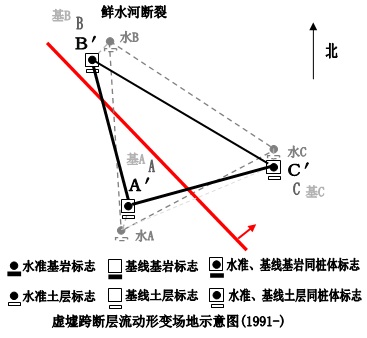 鲜水河断裂
基B
B
水B
B′
北
水C
C′
C
基C
基A
A
A′
水A
水准基岩标志
基线基岩标志
水准、基线基岩同桩体标志
水准土层标志
基线土层标志
水准、基线土层同桩体标志
虚墟跨断层流动形变场地示意图(1991-)